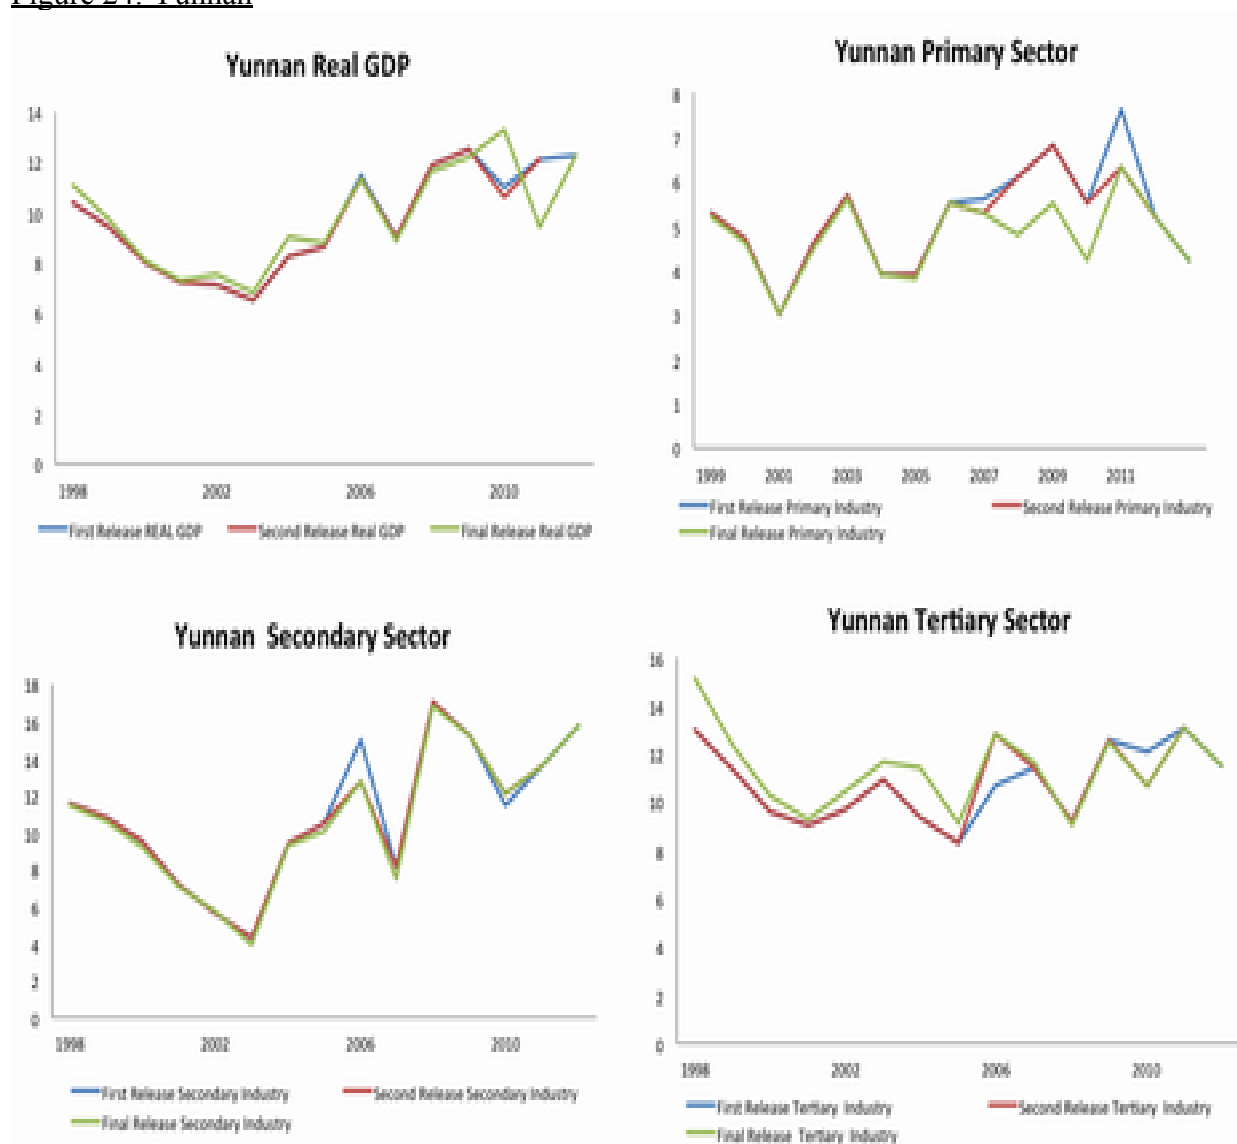 Figure 24: Yunnan
Yunnan Real GDP
14
12
10
8
6
4
2
0
1998 2002 2006 2010
First Release REAL GDP Second Release Real GDP Final Release Real GDP
Yunnan Primary Sector
8
7
6
5
4
3
2
1
0
1999 2001 2003 2005 2007 2009 2011
First Release Primary Industry Second Release Primary Industry
Final Release Primary Industry
Yunnan Secondary Sector
18
16
14
12
10
8
6
4
2
0
1998 2002 2006 2010
First Release Secondary Industry Second Release Secondary Industry
Final Release Secondary Industry
Yunnan Tertiary Sector
16
14
12
10
8
6
4
2
0
1998 2002 2006 2010
First Release Tertiary Industry Second Release Tertiary Industry
Final Release Tertiary Industry